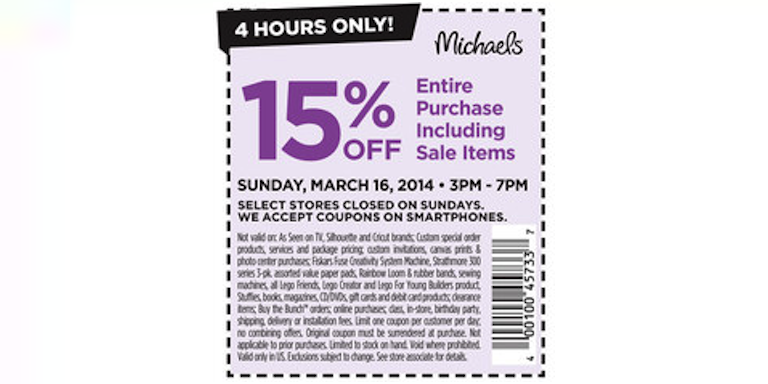 4 HOURS ONLY!
Michaels
15% OFF
Entire
Purchase
Including
Sale Items
SUNDAY, MARCH 16, 2014 • 3PM - 7PM
SELECT STORES CLOSED ON SUNDAYS.
WE ACCEPT COUPONS ON SMARTPHONES.
Not valid on: As Seen on TV, Silhouette and Cricut brands; Custom special order
products, services and package pricing; custom invitations, canvas prints &
photo center purchases; Fiskars Fuse Creativity System Machine, Strathmore 300
series 3-pk. assorted value paper pads, Rainbow Loom & rubber bands, sewing
machines, all Lego Friends, Lego Creator and Lego For Young Builders product,
Stuffies, books, magazines, CD/DVDs, gift cards and debit card products; clearance
items; Buy the Bunch™ orders; online purchases; class, in-store, birthday party,
shipping, delivery or installation fees. Limit one coupon per customer per day;
no combining offers. Original coupon must be surrendered at purchase. Not
applicable to prior purchases. Limited to stock on hand. Void where prohibited.
Valid only in US. Exclusions subject to change. See store associate for details.
4 00100 45733 7